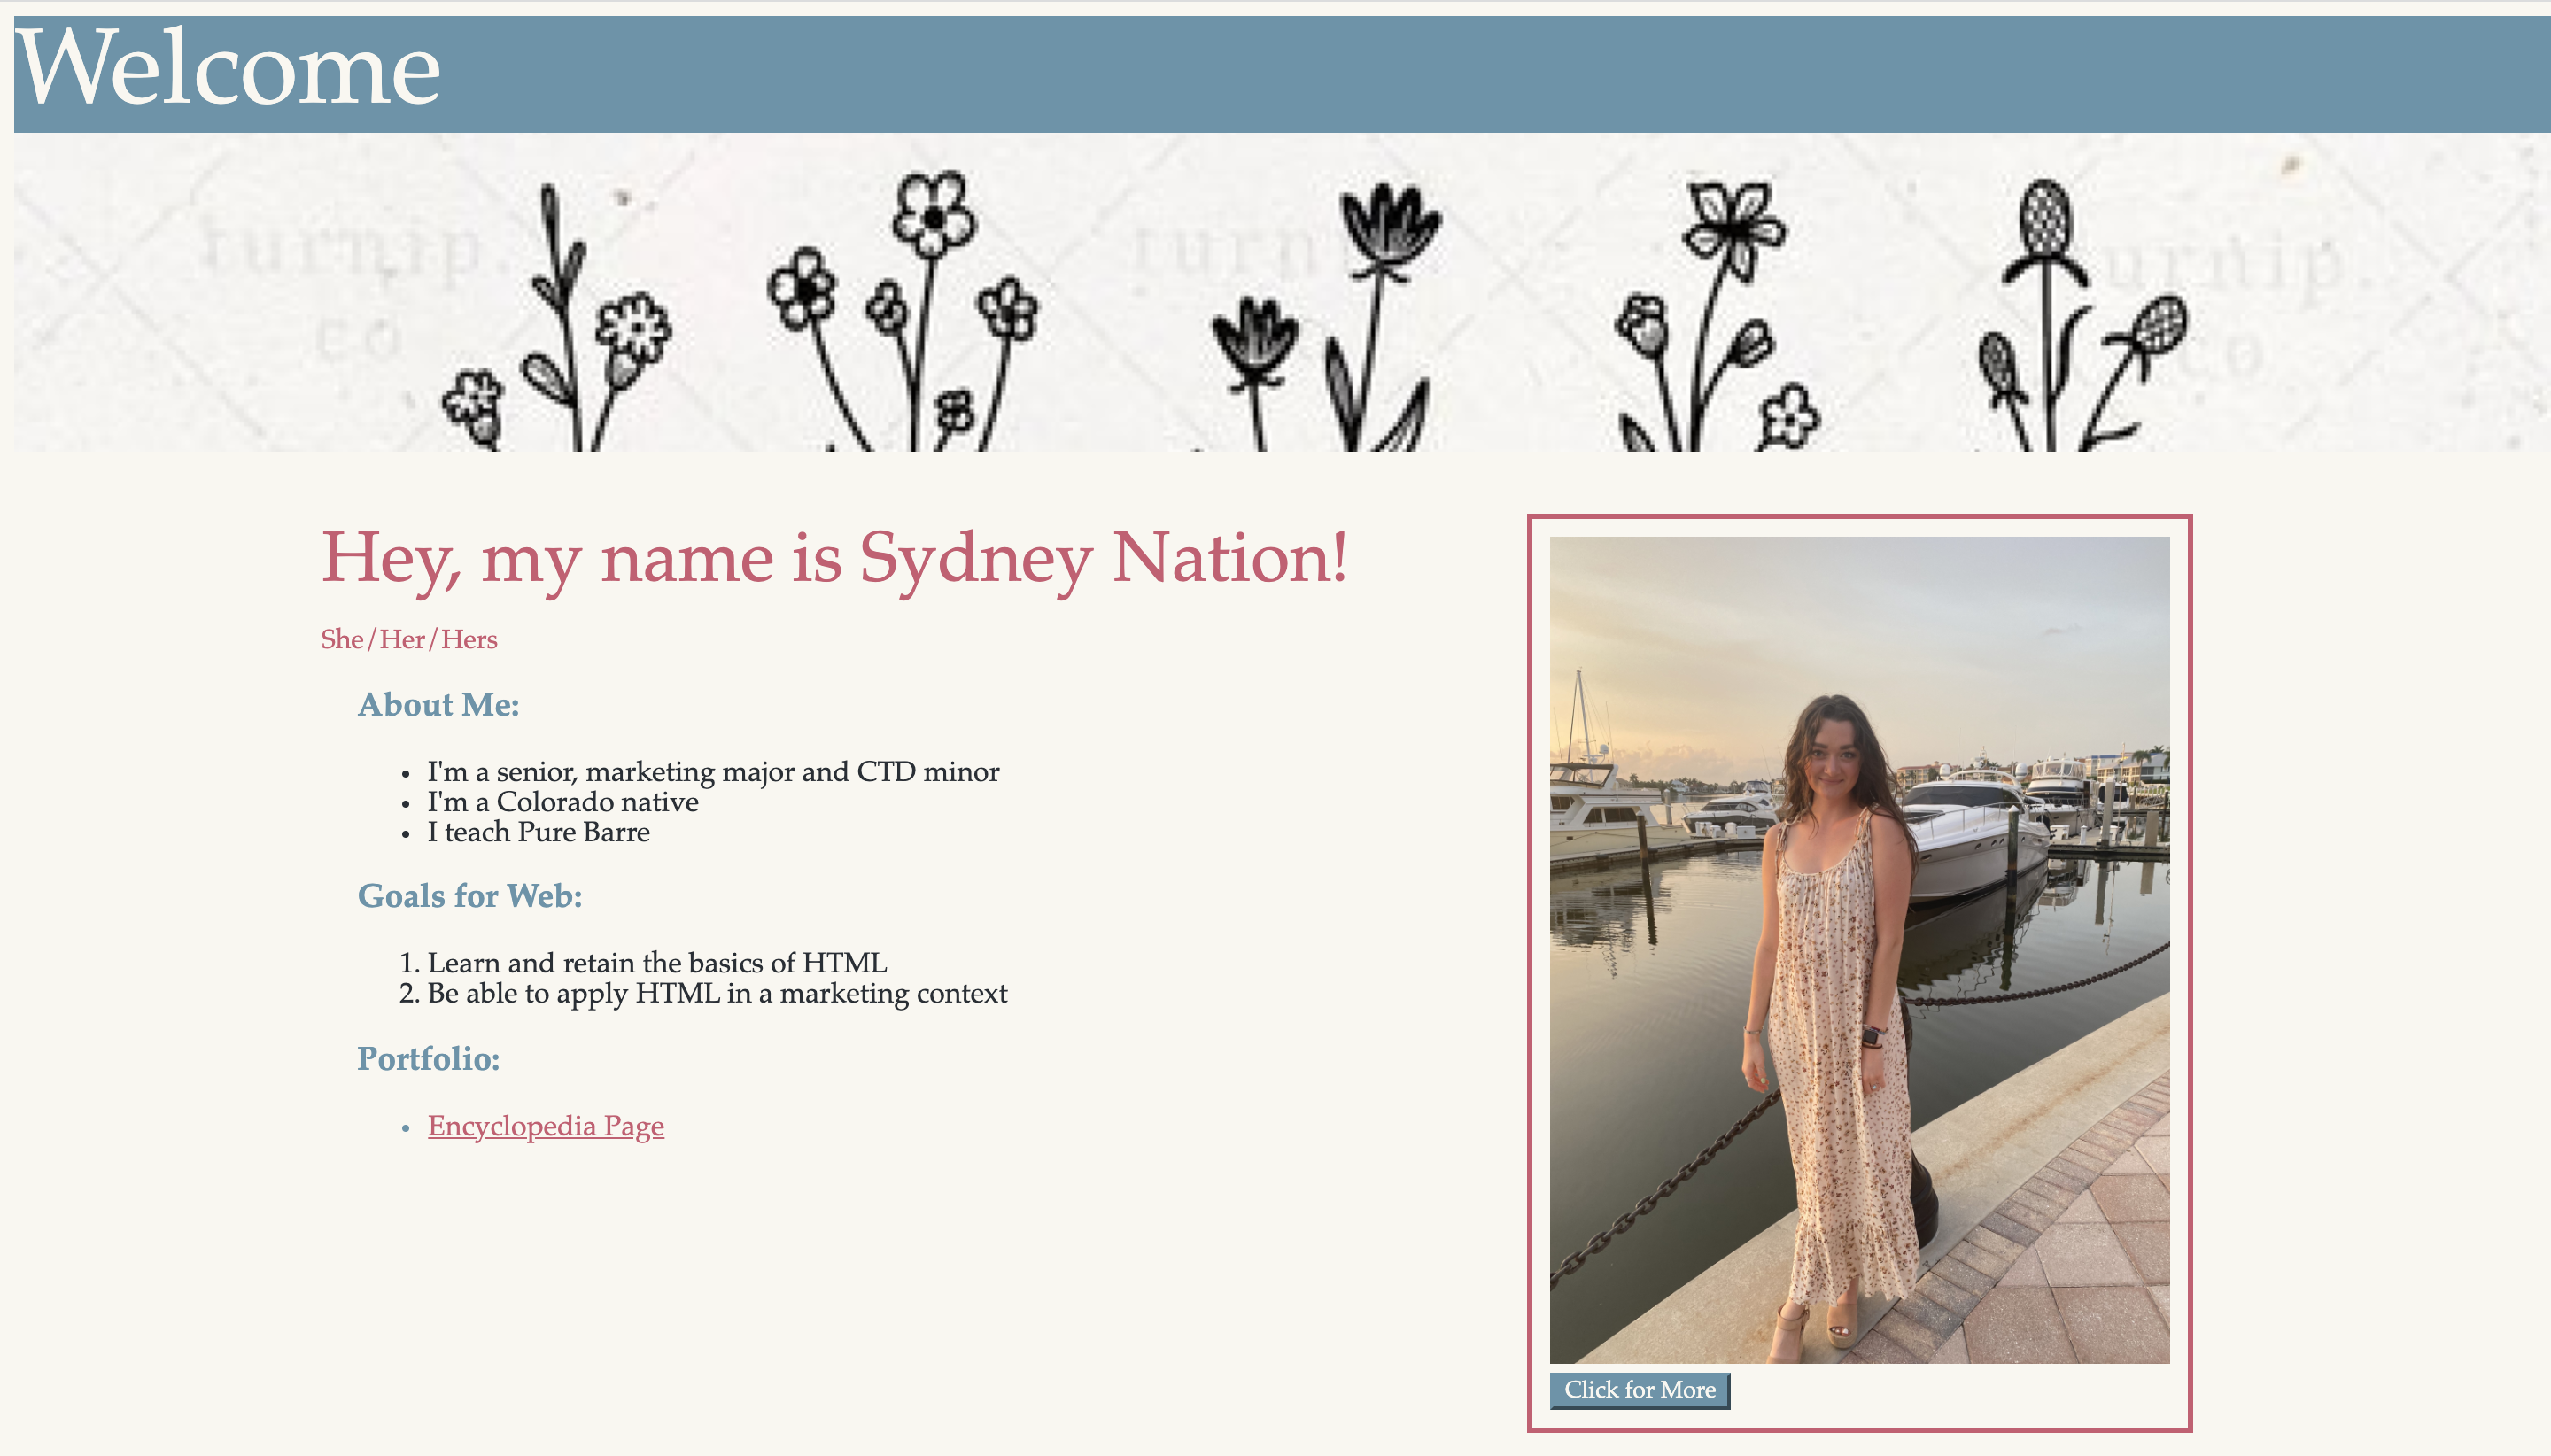 Welcome
turnip.
co
turn
urnip.
co
Hey, my name is Sydney Nation!
She/Her/Hers
About Me:
I'm a senior, marketing major and CTD minor
I'm a Colorado native
I teach Pure Barre
Goals for Web:
1. Learn and retain the basics of HTML
2. Be able to apply HTML in a marketing context
Portfolio:
Encyclopedia Page
Click for More